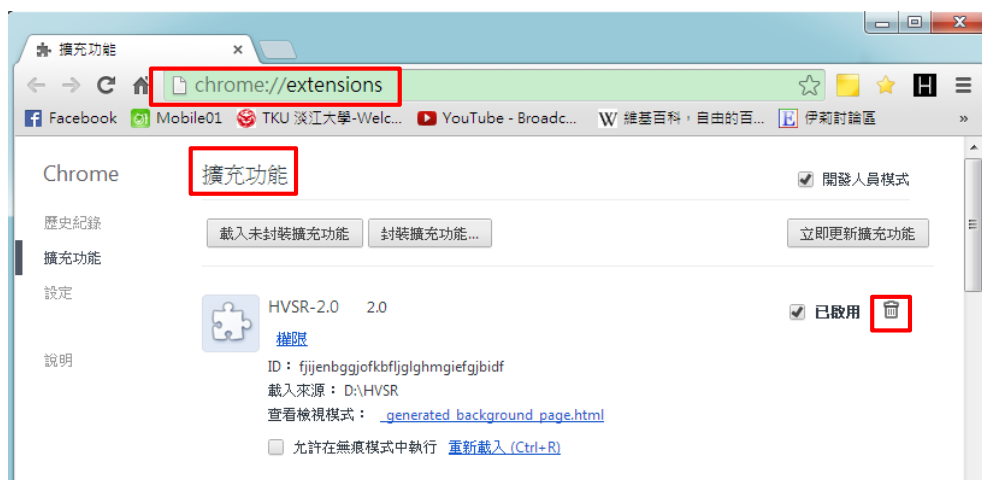 擴充功能
chrome://extensions
H
Facebook Mobile01 TKU 淡江大學-Welc... YouTube - Broadc... W 維基百科，自由的百... E 伊莉討論區 »
Chrome 擴充功能 開發人員模式
歷史紀錄
載入未封裝擴充功能 封裝擴充功能... 立即更新擴充功能
擴充功能
設定
HVSR-2.0 2.0 已啟用
權限
說明
ID： fjijenbggjofkbfljglghmgiefgjbidf
載入來源： D:\HVSR
查看檢視模式： _generated_background_page.html
允許在無痕模式中執行 重新載入 (Ctrl+R)